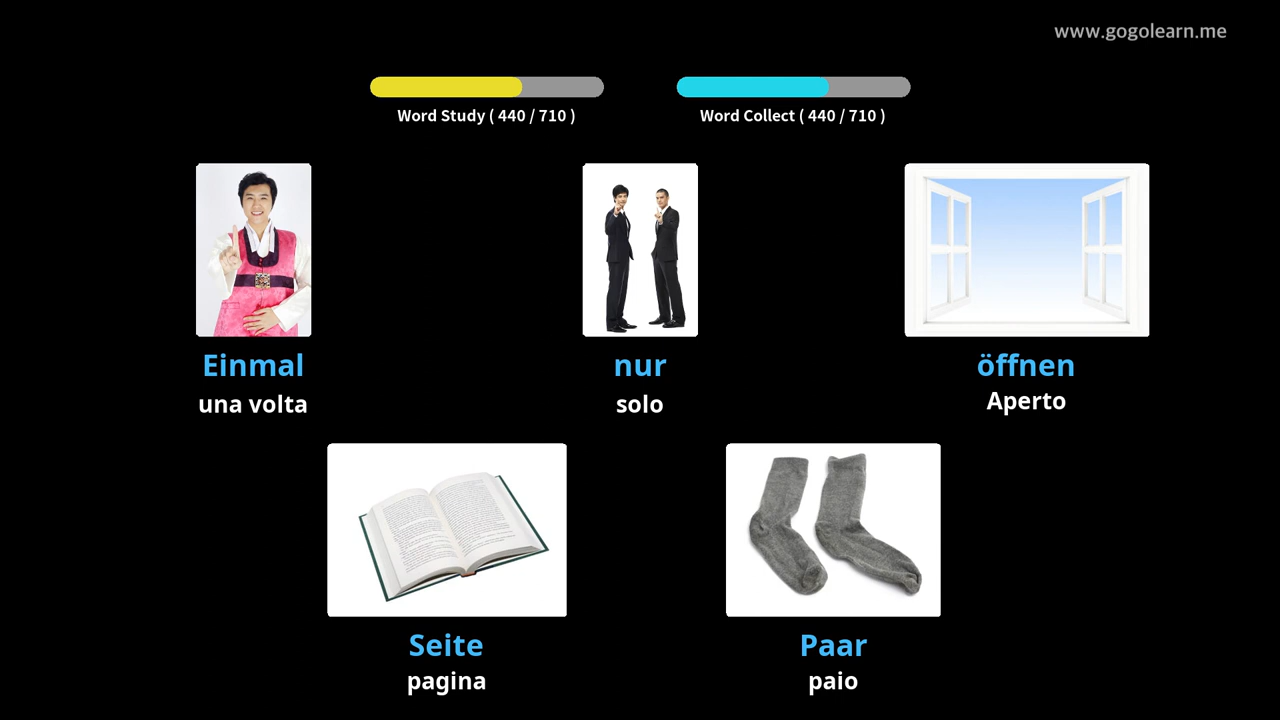 www.gogolearn.me
Word Study ( 440 / 710 )
Word Collect ( 440 / 710 )
Einmal
una volta
nur
solo
öffnen
Aperto
Seite
pagina
Paar
paio